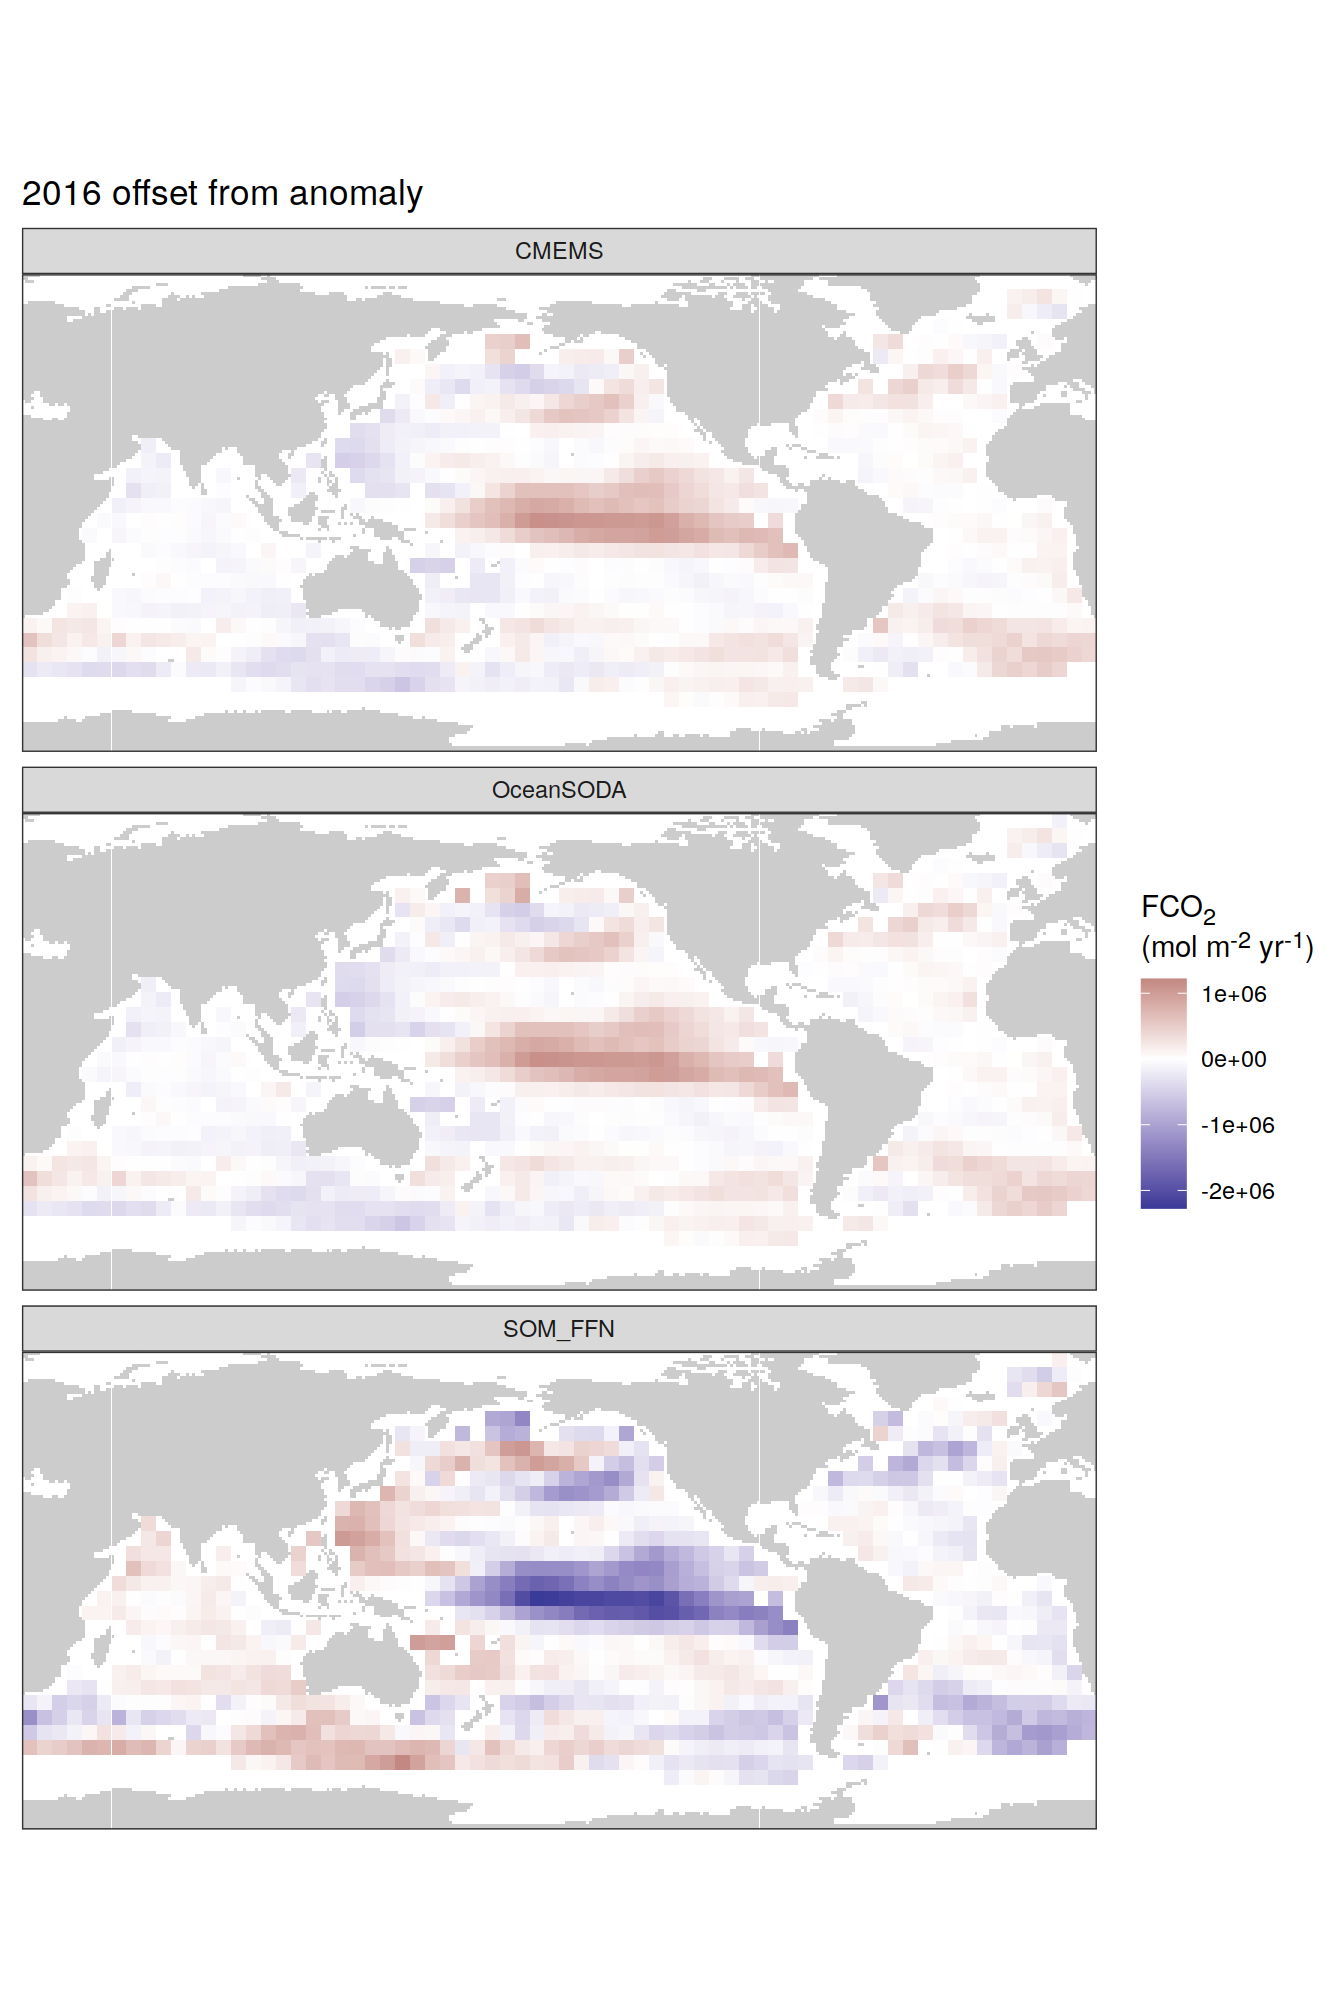 2016 offset from anomaly
CMEMS
OceanSODA
FCO₂
(mol m⁻² yr⁻¹)
1e+06
0e+00
-1e+06
-2e+06
SOM_FFN